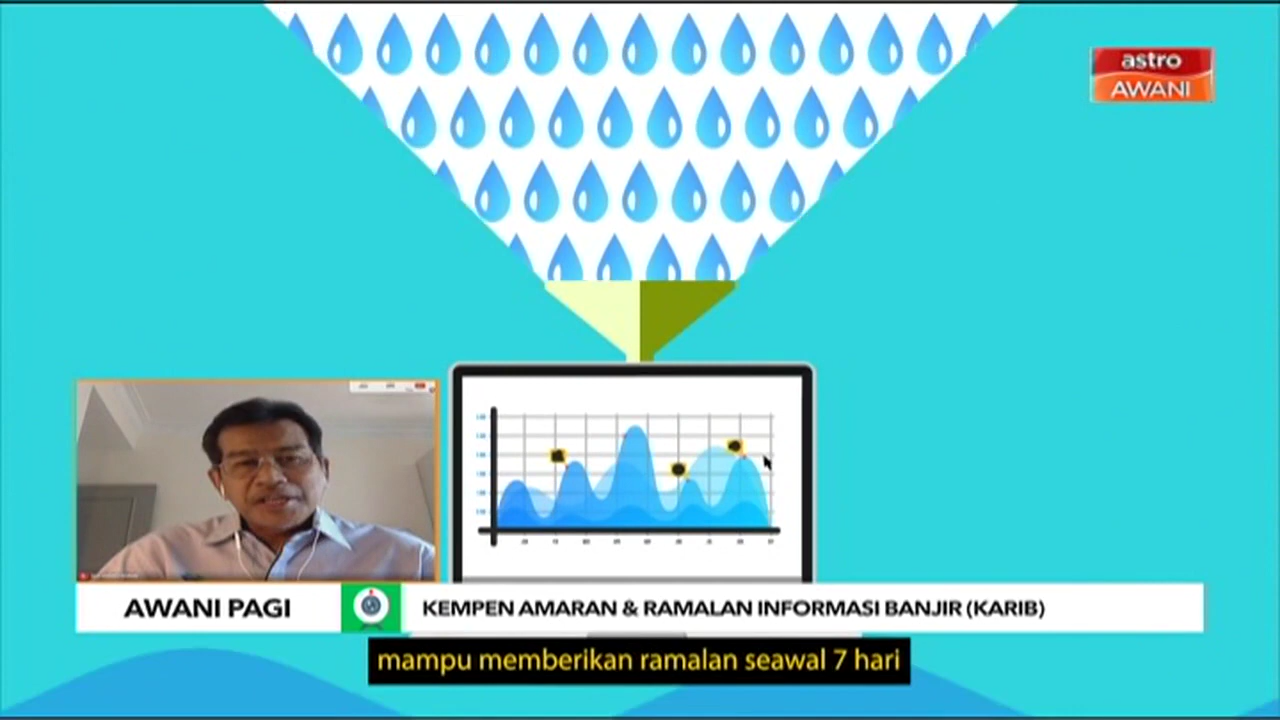 astro
AWANI
AWANI PAGI
KEMPEN AMARAN & RAMALAN INFORMASI BANJIR (KARIB)
mampu memberikan ramalan seawal 7 hari